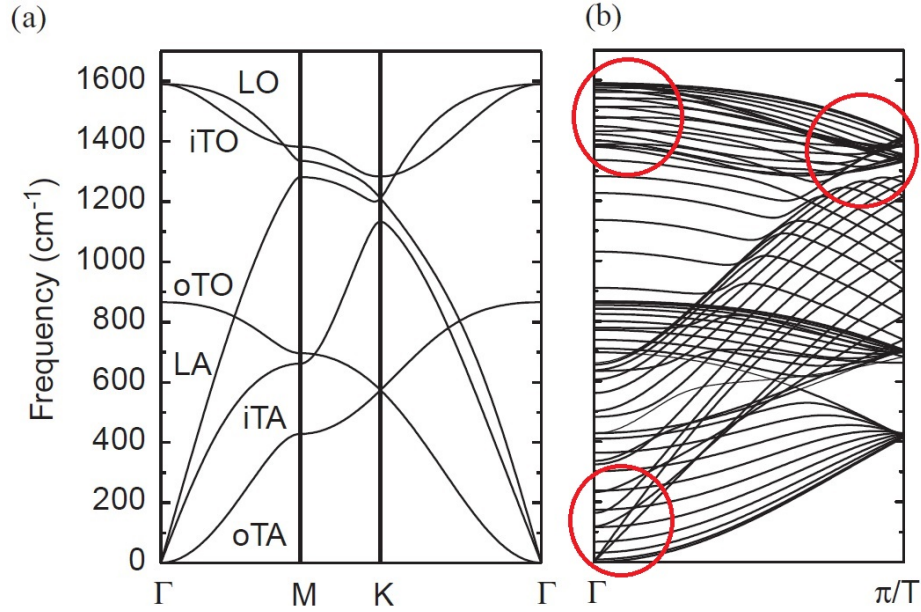 (a)
(b)
Frequency (cm⁻¹)
1600
1400
1200
1000
800
600
400
200
0
LO
iTO
oTO
LA
iTA
oTA
Γ
M
K
Γ
Γ
π/T